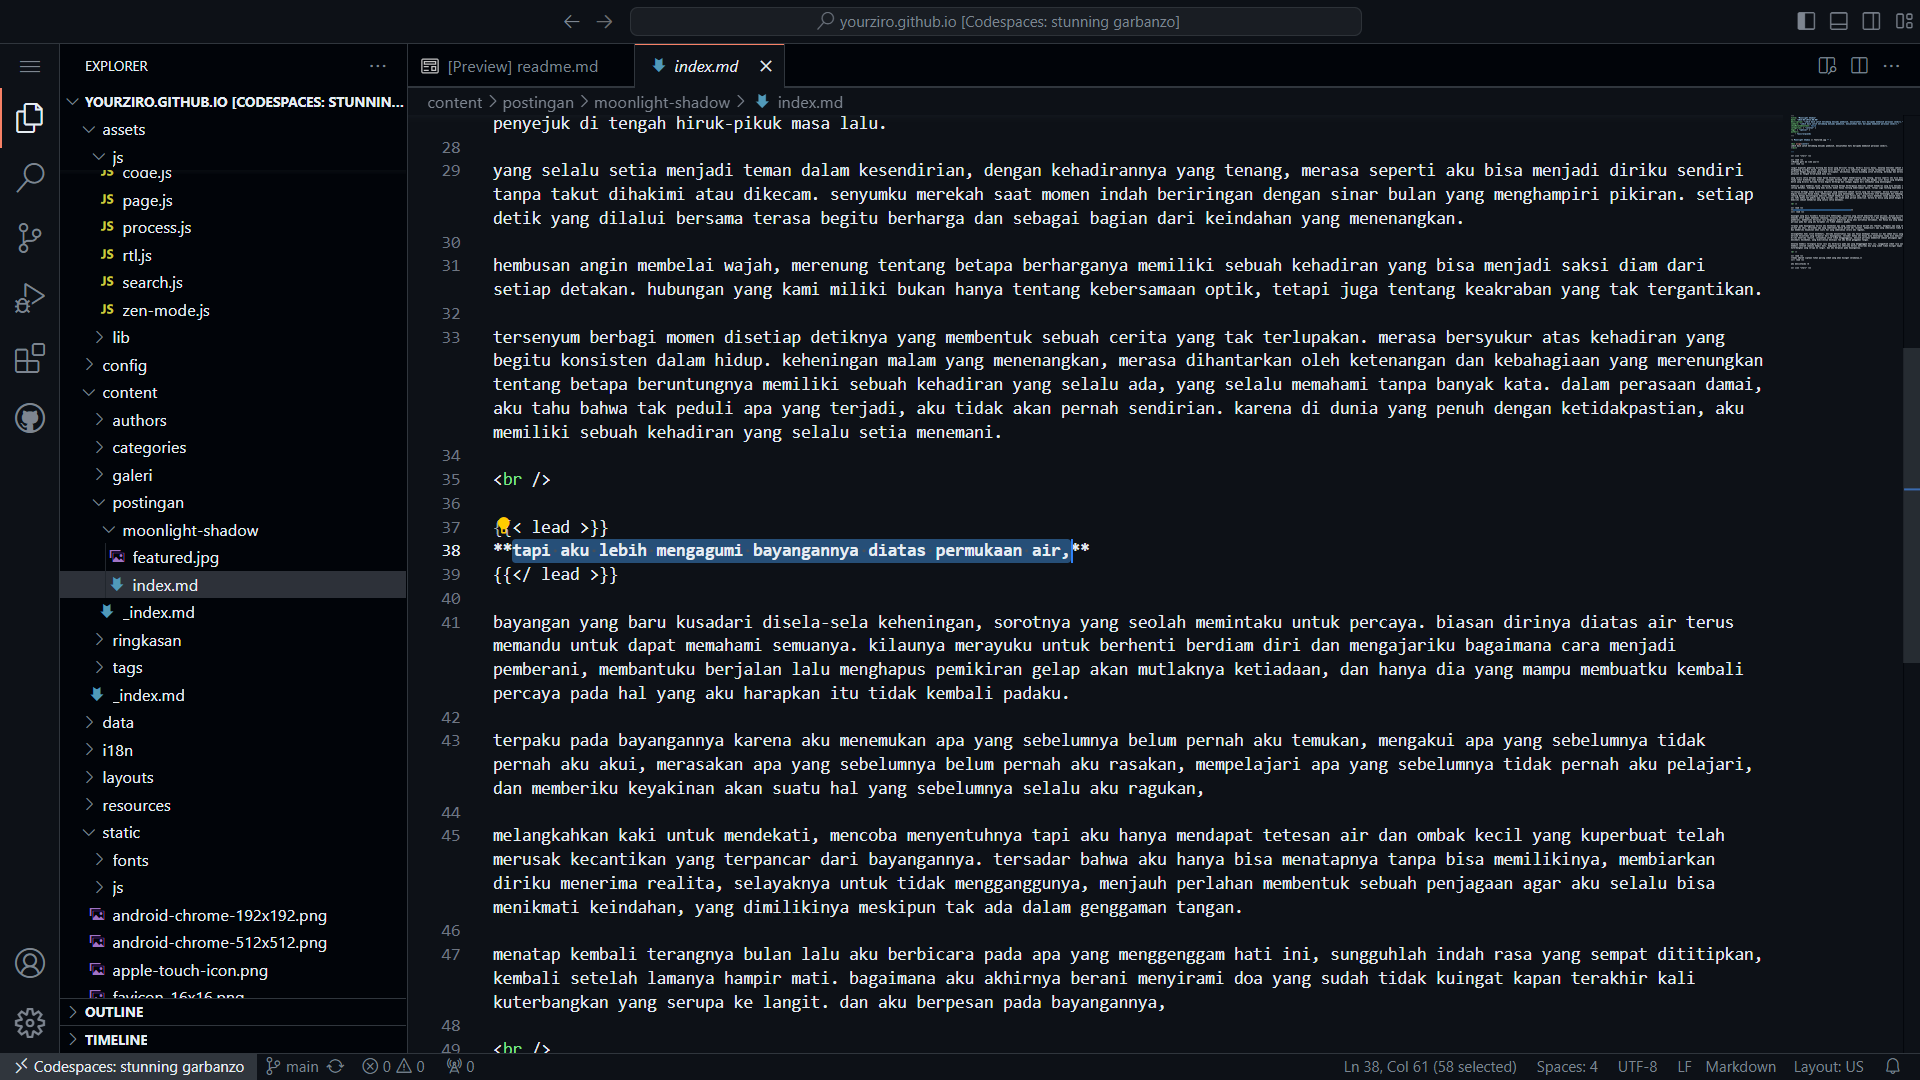 yourziro.github.io [Codespaces: stunning garbanzo]
EXPLORER
YOURZIRO.GITHUB.IO [CODESPACES: STUNNIN...
assets
js
JS code.js
JS page.js
JS process.js
JS rtl.js
JS search.js
JS zen-mode.js
lib
config
content
authors
categories
galeri
postingan
moonlight-shadow
featured.jpg
index.md
_index.md
ringkasan
tags
_index.md
data
i18n
layouts
resources
static
fonts
js
android-chrome-192x192.png
android-chrome-512x512.png
apple-touch-icon.png
favicon-16x16.png
OUTLINE
TIMELINE
[Preview] readme.md
index.md
content > postingan > moonlight-shadow > index.md
penyejuk di tengah hiruk-pikuk masa lalu.
28
29 yang selalu setia menjadi teman dalam kesendirian, dengan kehadirannya yang tenang, merasa seperti aku bisa menjadi diriku sendiri
tanpa takut dihakimi atau dikecam. senyumku merekah saat momen indah beriringan dengan sinar bulan yang menghampiri pikiran. setiap
detik yang dilalui bersama terasa begitu berharga dan sebagai bagian dari keindahan yang menenangkan.
30
31 hembusan angin membelai wajah, merenung tentang betapa berharganya memiliki sebuah kehadiran yang bisa menjadi saksi diam dari
setiap detakan. hubungan yang kami miliki bukan hanya tentang kebersamaan optik, tetapi juga tentang keakraban yang tak tergantikan.
32
33 tersenyum berbagi momen disetiap detiknya yang membentuk sebuah cerita yang tak terlupakan. merasa bersyukur atas kehadiran yang
begitu konsisten dalam hidup. keheningan malam yang menenangkan, merasa dihantarkan oleh ketenangan dan kebahagiaan yang merenungkan
tentang betapa beruntungnya memiliki sebuah kehadiran yang selalu ada, yang selalu memahami tanpa banyak kata. dalam perasaan damai,
aku tahu bahwa tak peduli apa yang terjadi, aku tidak akan pernah sendirian. karena di dunia yang penuh dengan ketidakpastian, aku
memiliki sebuah kehadiran yang selalu setia menemani.
34
35 <br />
36
37 {{< lead >}}
38 **tapi aku lebih mengagumi bayangannya diatas permukaan air,**
39 {{</ lead >}}
40
41 bayangan yang baru kusadari disela-sela keheningan, sorotnya yang seolah memintaku untuk percaya. biasan dirinya diatas air terus
memandu untuk dapat memahami semuanya. kilaunya merayuku untuk berhenti berdiam diri dan mengajariku bagaimana cara menjadi
pemberani, membantuku berjalan lalu menghapus pemikiran gelap akan mutlaknya ketiadaan, dan hanya dia yang mampu membuatku kembali
percaya pada hal yang aku harapkan itu tidak kembali padaku.
42
43 terpaku pada bayangannya karena aku menemukan apa yang sebelumnya belum pernah aku temukan, mengakui apa yang sebelumnya tidak
pernah aku akui, merasakan apa yang sebelumnya belum pernah aku rasakan, mempelajari apa yang sebelumnya tidak pernah aku pelajari,
dan memberiku keyakinan akan suatu hal yang sebelumnya selalu aku ragukan,
44
45 melangkahkan kaki untuk mendekati, mencoba menyentuhnya tapi aku hanya mendapat tetesan air dan ombak kecil yang kuperbuat telah
merusak kecantikan yang terpancar dari bayangannya. tersadar bahwa aku hanya bisa menatapnya tanpa bisa memilikinya, membiarkan
diriku menerima realita, selayaknya untuk tidak mengganggunya, menjauh perlahan membentuk sebuah penjagaan agar aku selalu bisa
menikmati keindahan, yang dimilikinya meskipun tak ada dalam genggaman tangan.
46
47 menatap kembali terangnya bulan lalu aku berbicara pada apa yang menggenggam hati ini, sungguhlah indah rasa yang sempat dititipkan,
kembali setelah lamanya hampir mati. bagaimana aku akhirnya berani menyirami doa yang sudah tidak kuingat kapan terakhir kali
kuterbangkan yang serupa ke langit. dan aku berpesan pada bayangannya,
48
49 <br />
Codespaces: stunning garbanzo
main
0 0
0
Ln 38, Col 61 (58 selected)
Spaces: 4
UTF-8
LF
Markdown
Layout: US